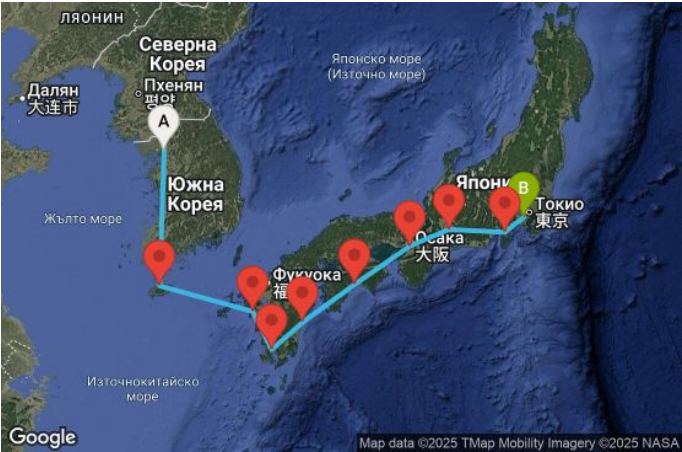 ляонин
Северна
Корея
Далян
大连市
Пхенян
평양
A
Японско море
(Източно море)
Южна
Корея
Жълто море
Япони
B
Токио
東京
Осака
大阪
Фукуока
福
Източнокитайско
море
Google
Map data ©2025 TMap Mobility Imagery ©2025 NASA